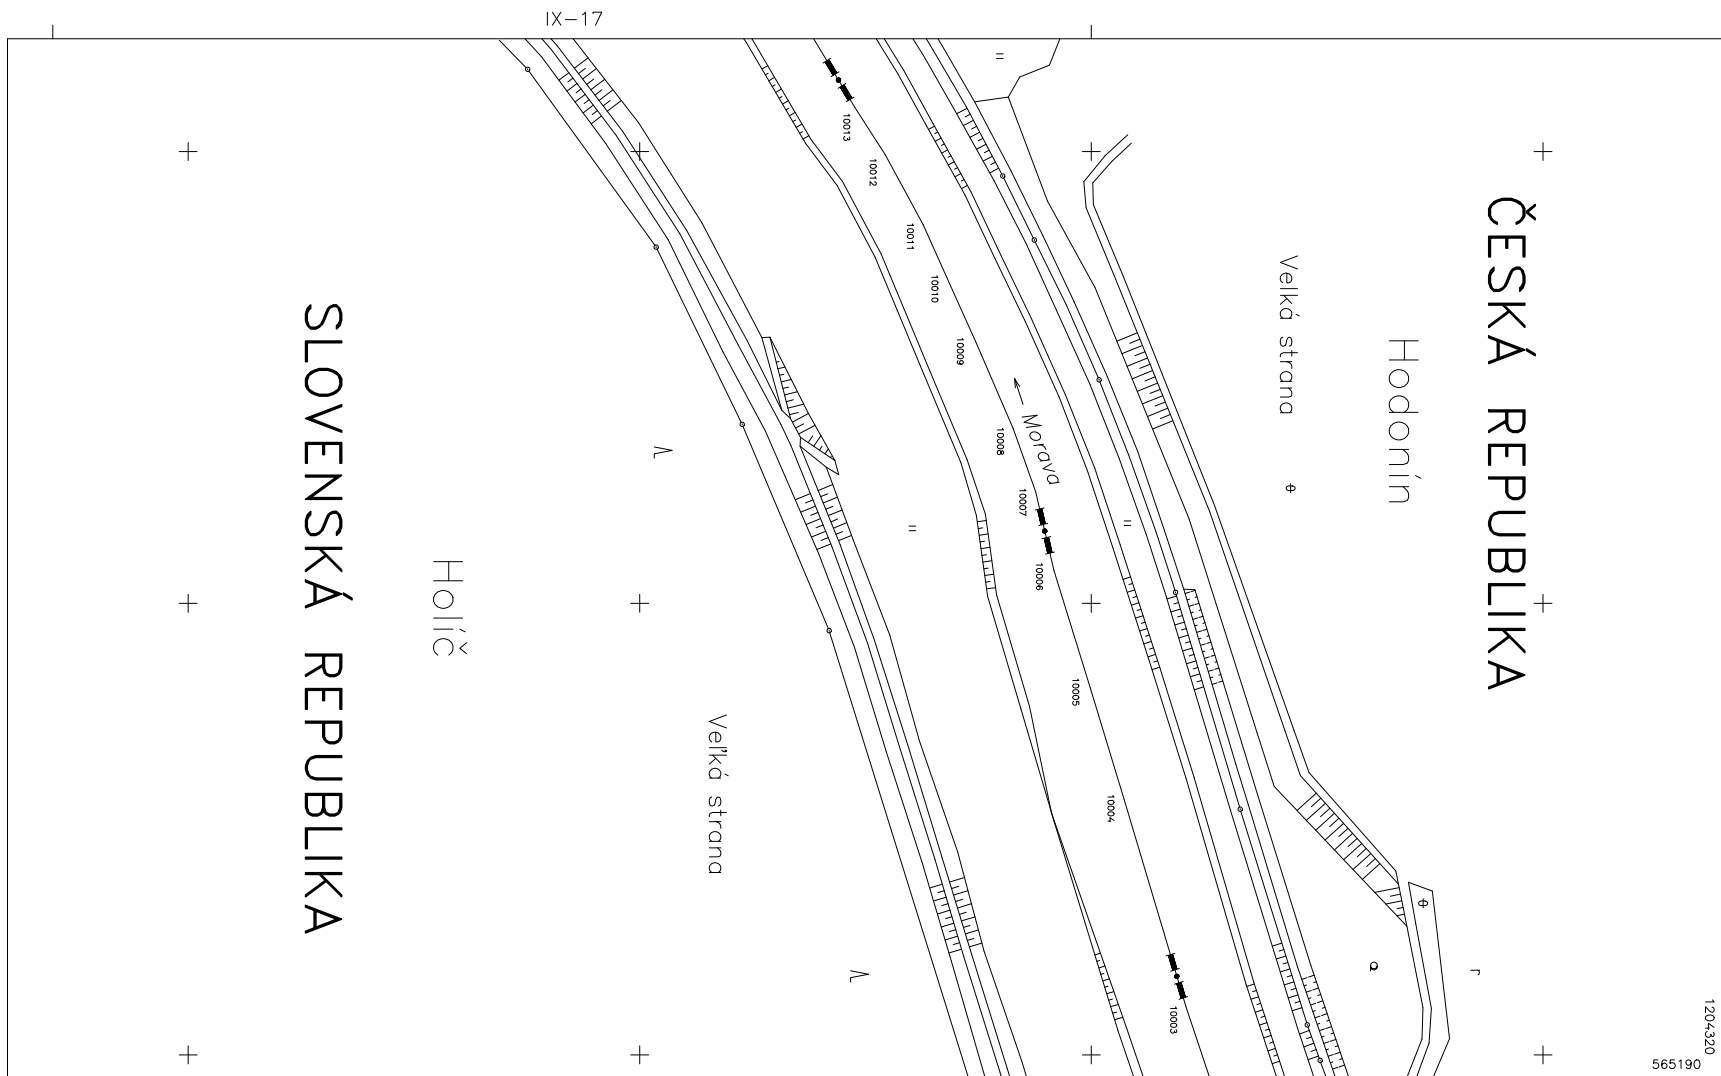 IX-17
ČESKÁ REPUBLIKA
Hodonín
Velká strana
Morava
10013
10012
10011
10010
10009
10008
10007
10006
10005
10004
10003
Veľká strana
Holíč
SLOVENSKÁ REPUBLIKA
1204320
565190